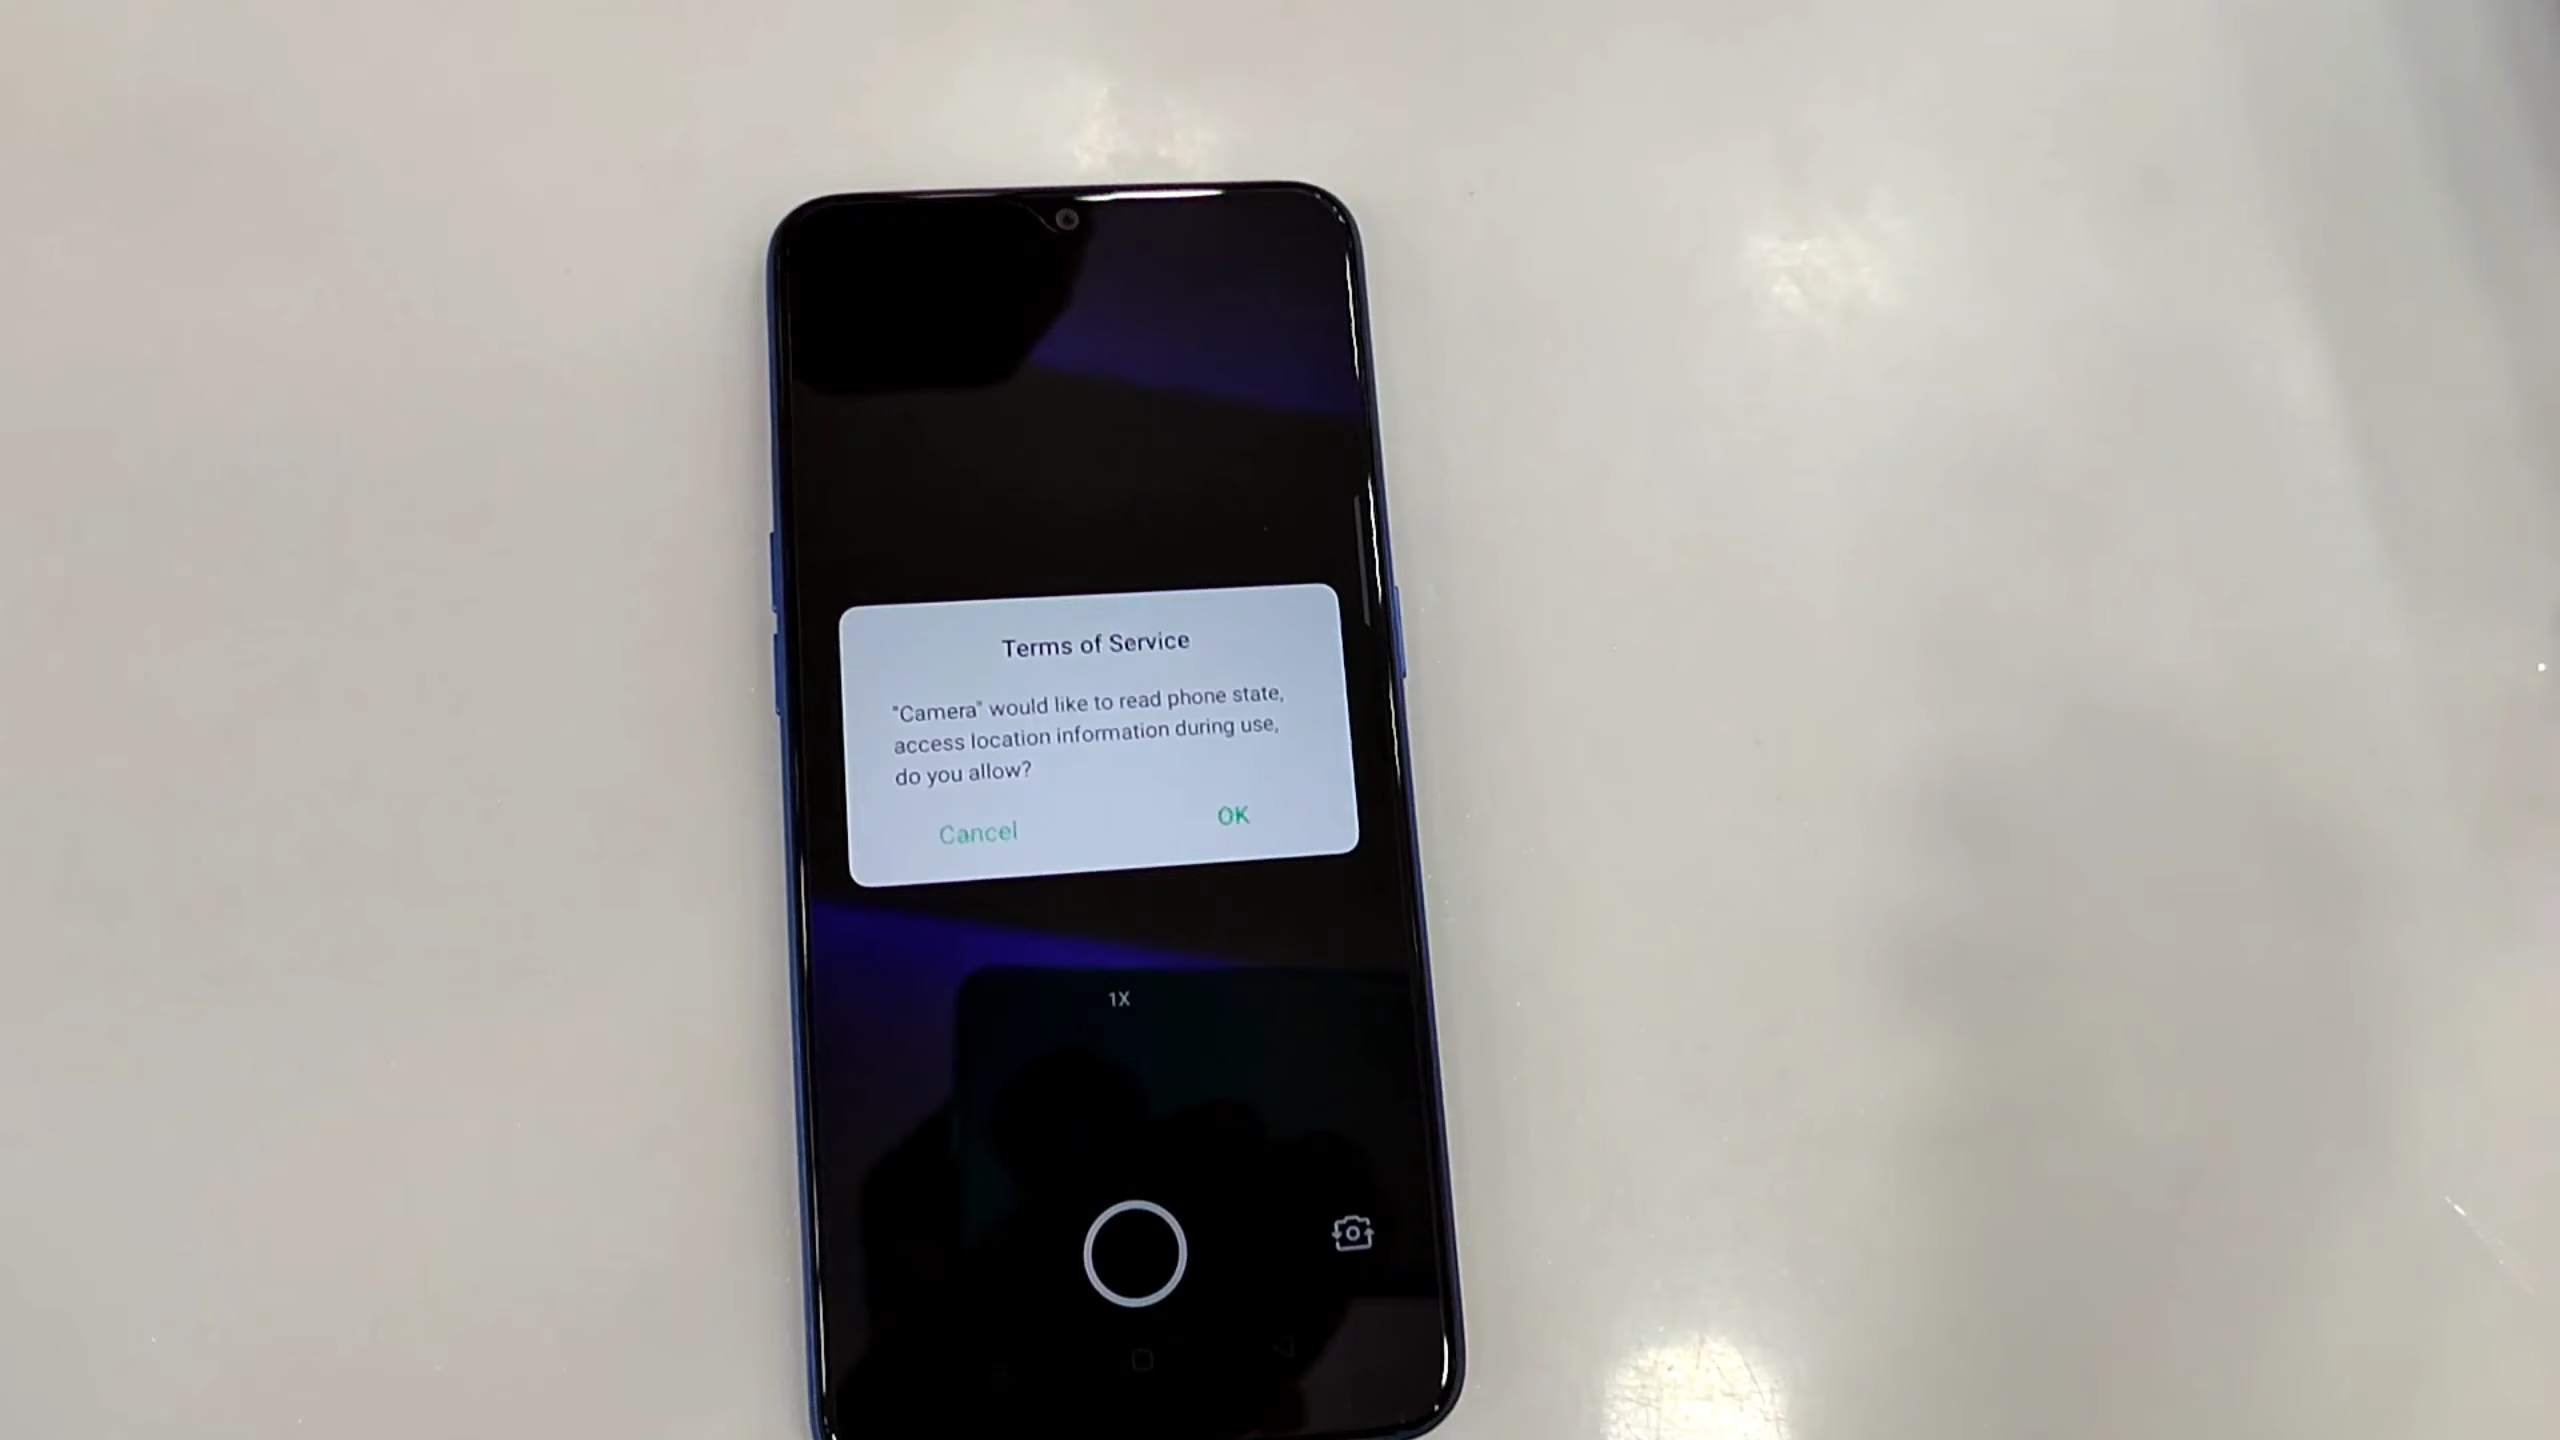 Terms of Service
"Camera" would like to read phone state,
access location information during use,
do you allow?
Cancel OK
1X